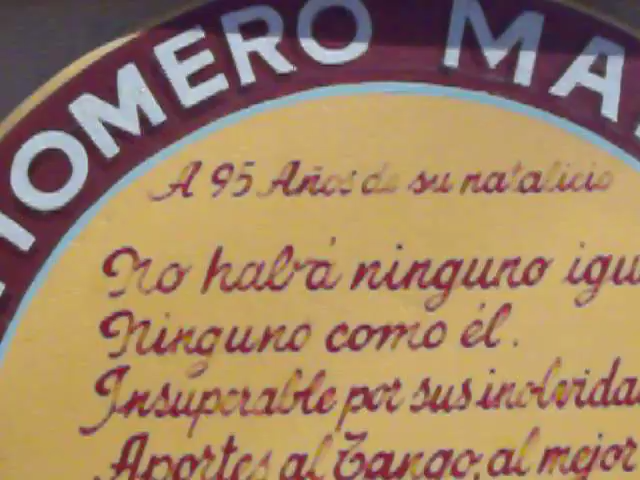 HOMERO MA
A 95 Años de su natalicio
No habrá ninguno igu
Ninguno como él.
Insuperable por sus inolvida
Aportes al Tango, al mejor